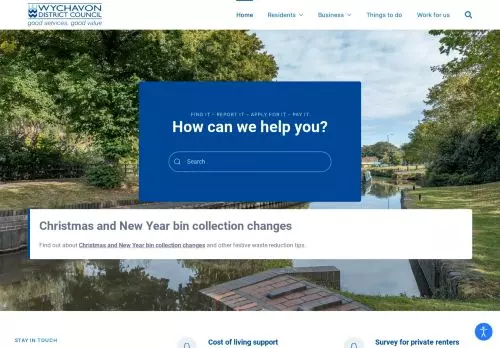 WYCHAVON
DISTRICT COUNCIL
good services, good value
Home Residents Business Things to do Work for us
FIND IT - REPORT IT - APPLY FOR IT - PAY IT
How can we help you?
Search
Christmas and New Year bin collection changes
Find out about Christmas and New Year bin collection changes and other festive waste reduction tips.
STAY IN TOUCH
Cost of living support
Survey for private renters